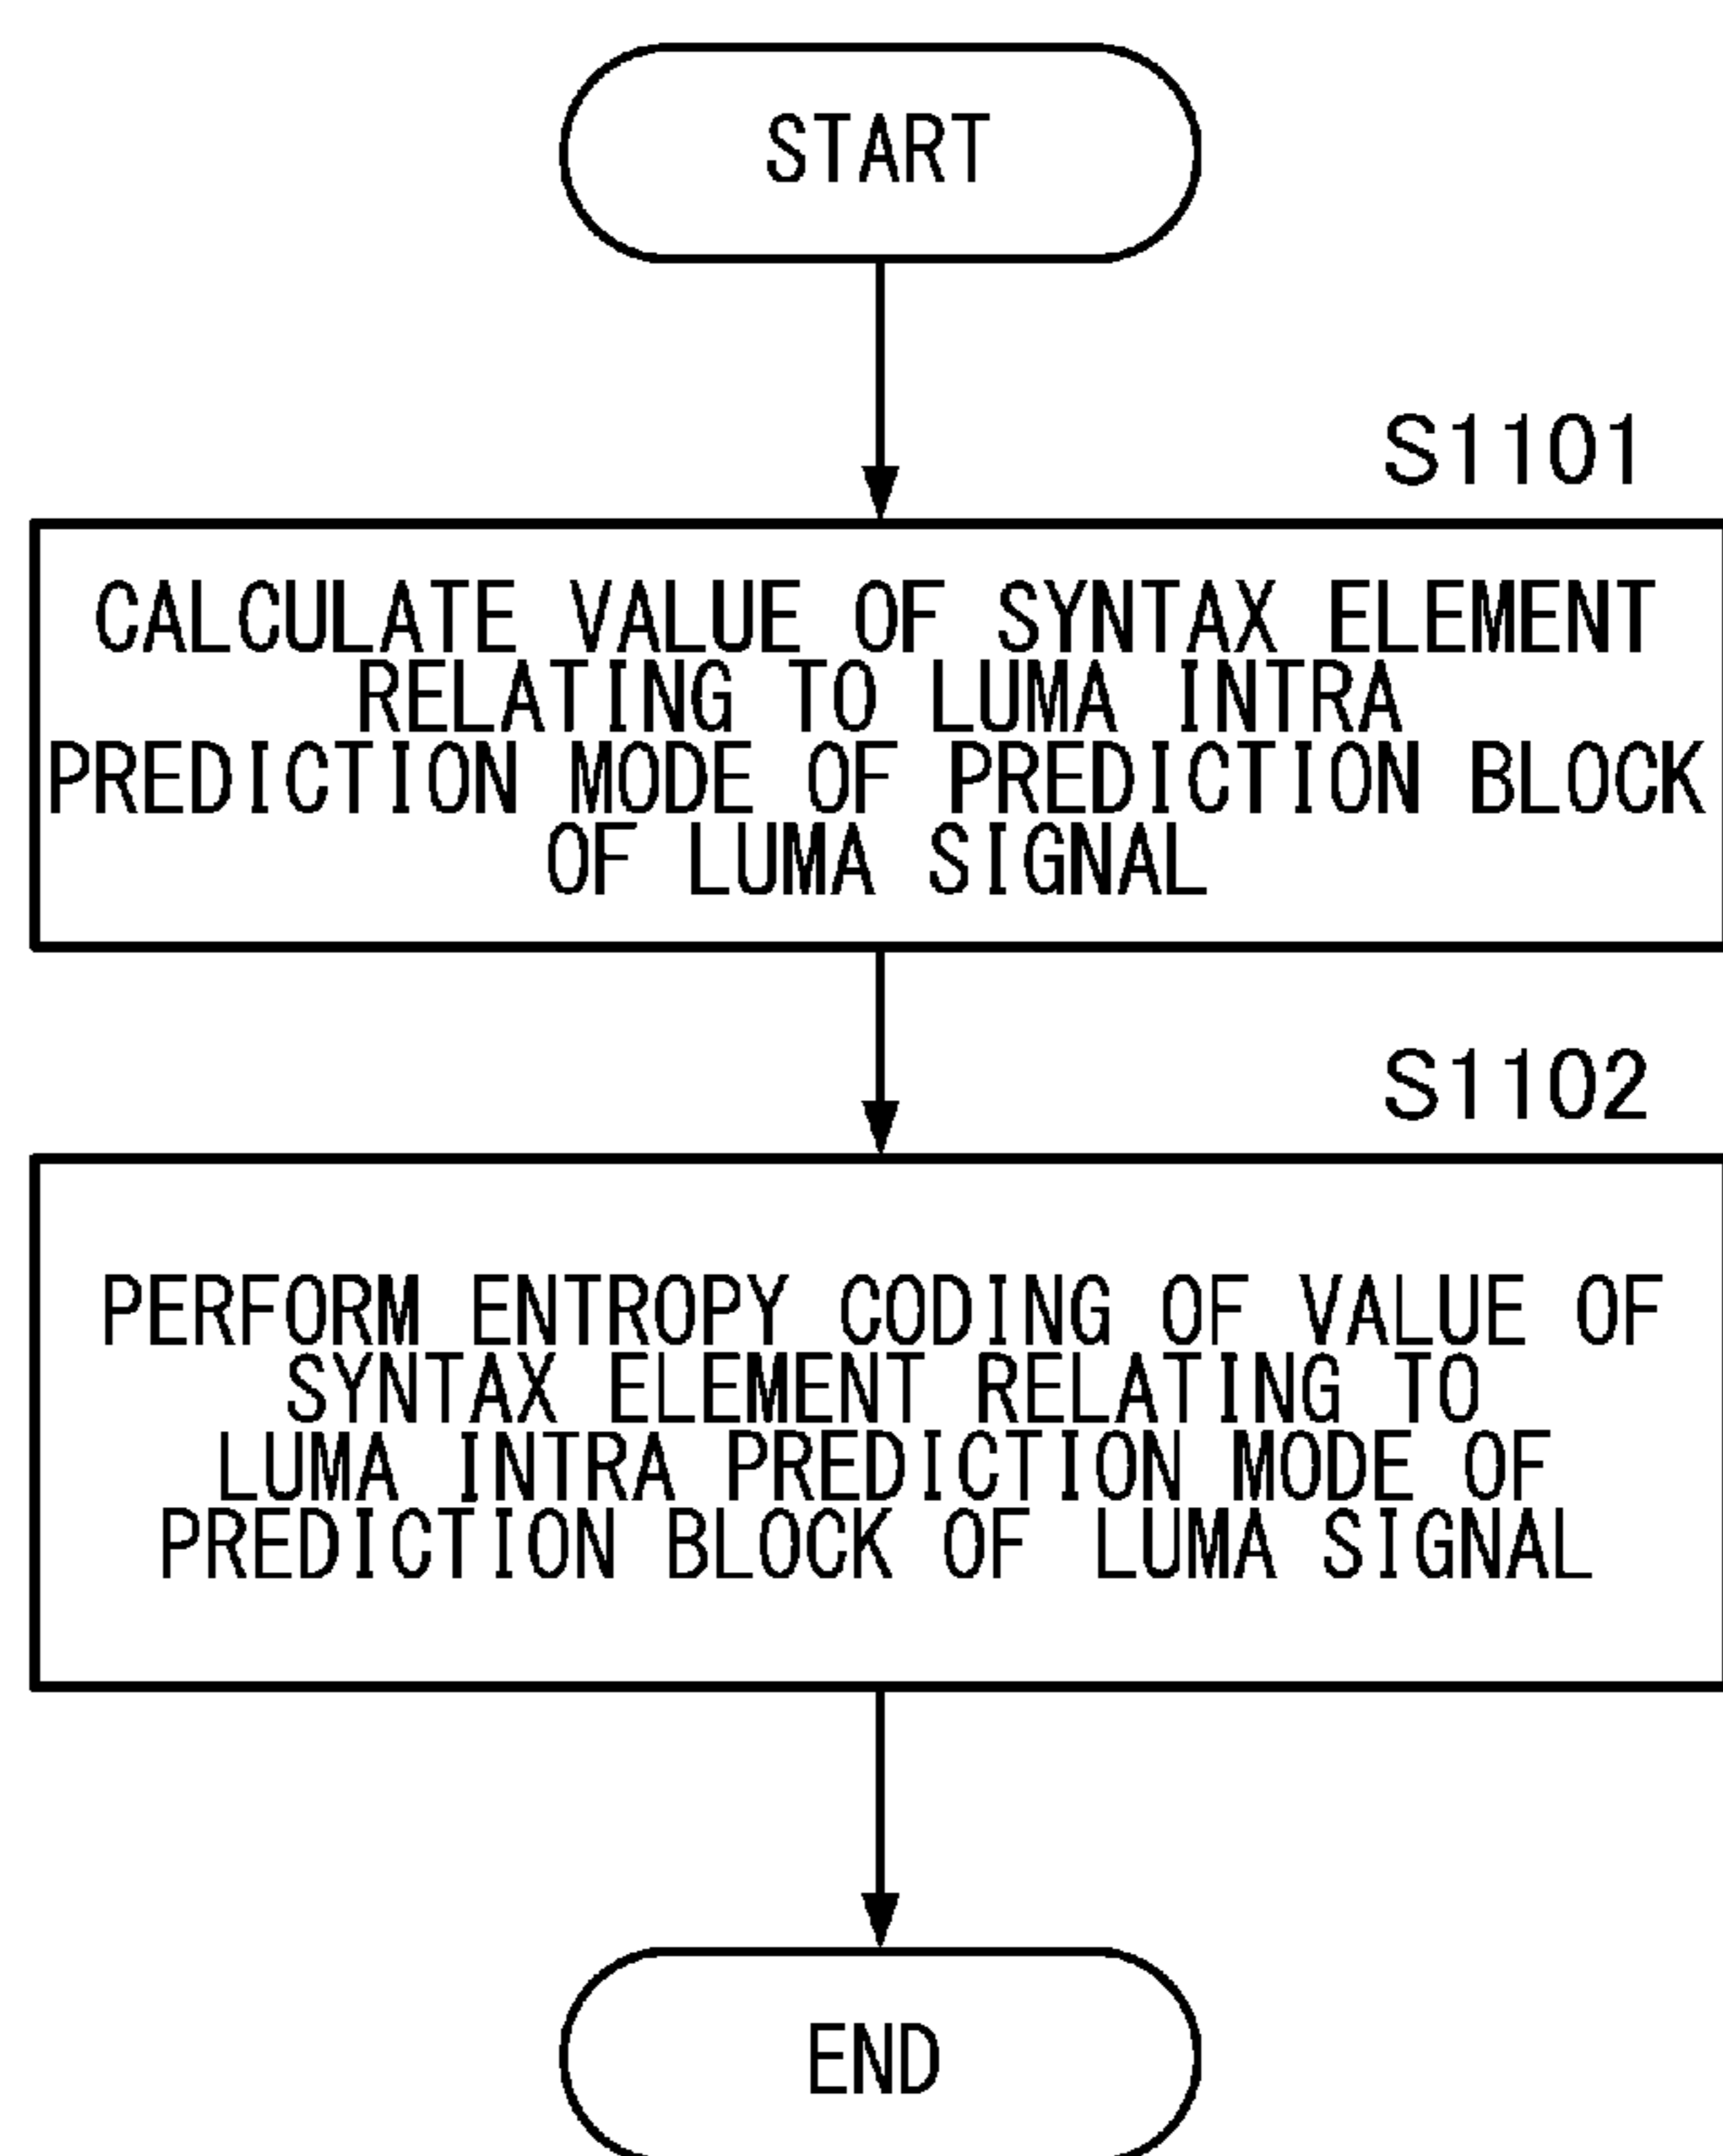 START
S1101
CALCULATE VALUE OF SYNTAX ELEMENT
RELATING TO LUMA INTRA
PREDICTION MODE OF PREDICTION BLOCK
OF LUMA SIGNAL
S1102
PERFORM ENTROPY CODING OF VALUE OF
SYNTAX ELEMENT RELATING TO
LUMA INTRA PREDICTION MODE OF
PREDICTION BLOCK OF LUMA SIGNAL
END